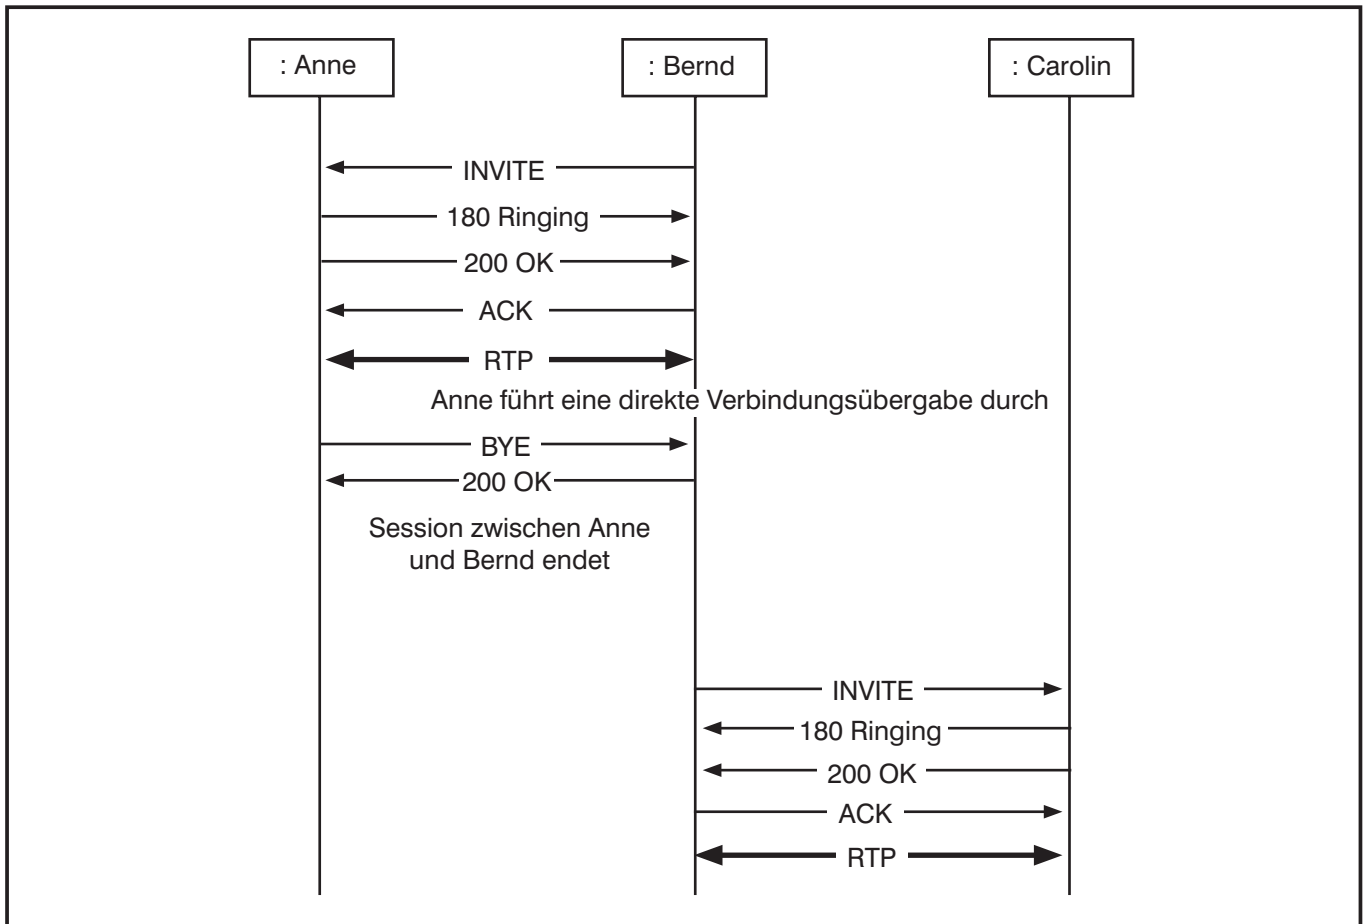 : Anne
: Bernd
: Carolin
INVITE
180 Ringing
200 OK
ACK
RTP
Anne führt eine direkte Verbindungsübergabe durch
BYE
200 OK
Session zwischen Anne
und Bernd endet
INVITE
180 Ringing
200 OK
ACK
RTP